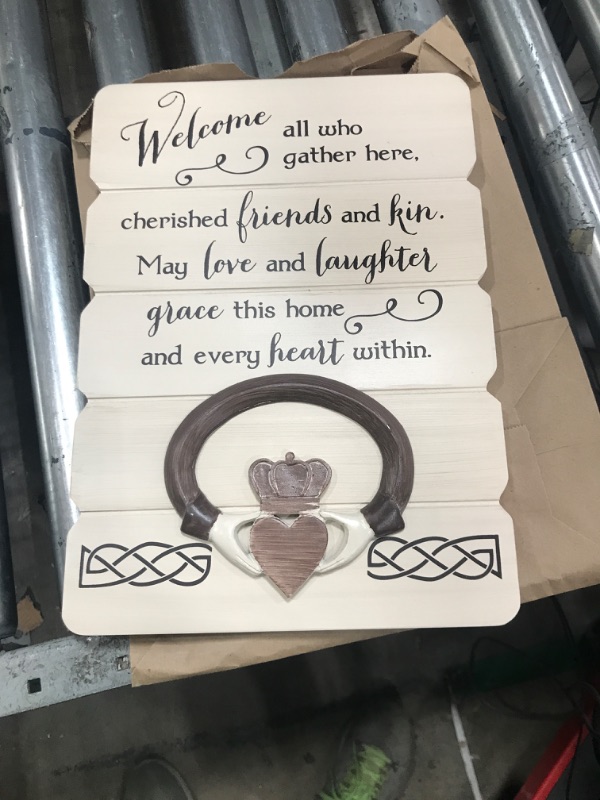 Welcome all who
gather here,
cherished friends and kin.
May love and laughter
grace this home
and every heart within.